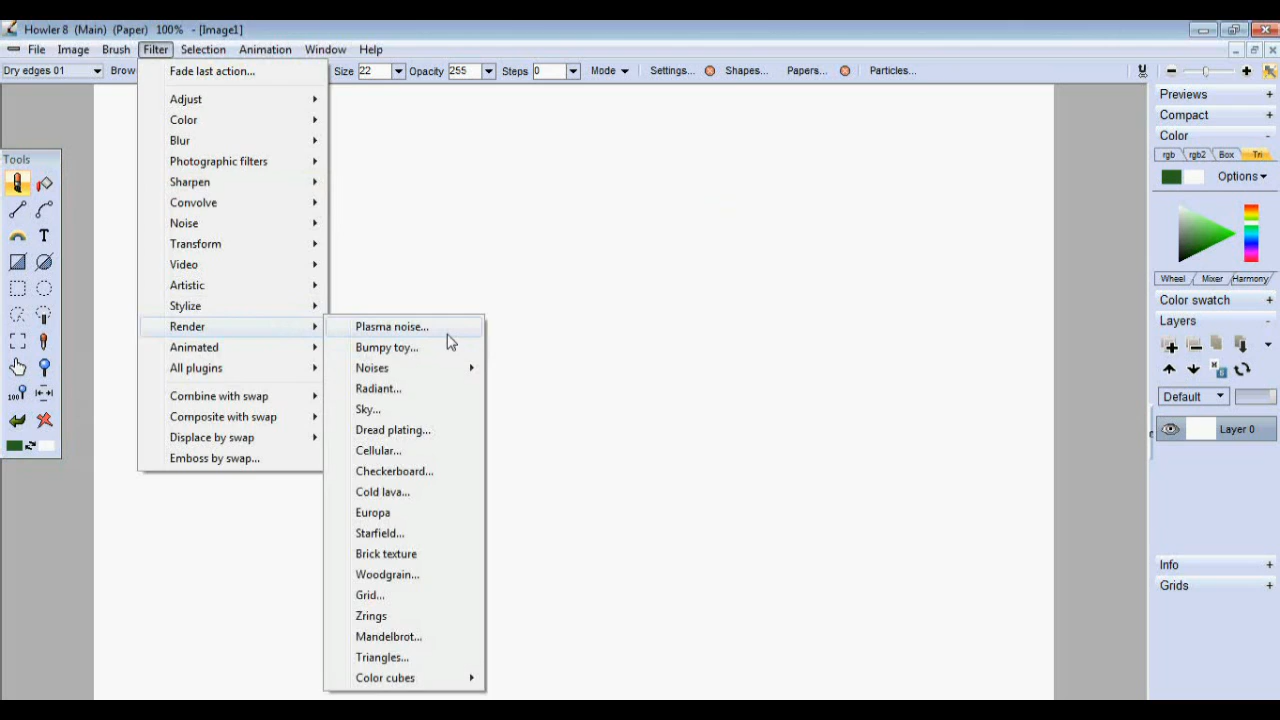 Howler 8 (Main) (Paper) 100% - [Image1]
File Image Brush Filter Selection Animation Window Help
Dry edges 01 Brow Size 22 Opacity 255 Steps 0 Mode Settings... Shapes... Papers... Particles...
Fade last action...
Adjust
Color
Blur
Photographic filters
Sharpen
Convolve
Noise
Transform
Video
Artistic
Stylize
Render
Animated
All plugins
Combine with swap
Composite with swap
Displace by swap
Emboss by swap...
Plasma noise...
Bumpy toy...
Noises
Radiant...
Sky...
Dread plating...
Cellular...
Checkerboard...
Cold lava...
Europa
Starfield...
Brick texture
Woodgrain...
Grid...
Zrings
Mandelbrot...
Triangles...
Color cubes
Tools
T
100
Previews +
Compact +
Color -
rgb rgb2 Box Tri
Options
Wheel Mixer Harmony
Color swatch +
Layers -
Default
Layer 0
Info +
Grids +